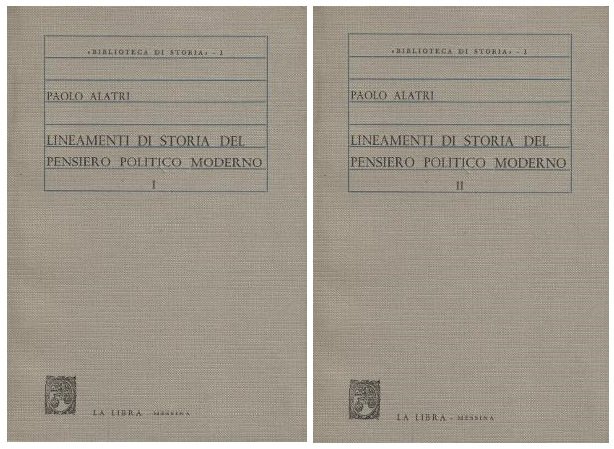 «BIBLIOTECA DI STORIA» - 1
PAOLO ALATRI
LINEAMENTI DI STORIA DEL
PENSIERO POLITICO MODERNO
I
LA LIBRA - MESSINA
«BIBLIOTECA DI STORIA» - 1
PAOLO ALATRI
LINEAMENTI DI STORIA DEL
PENSIERO POLITICO MODERNO
II
LA LIBRA - MESSINA